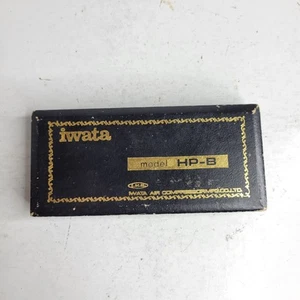 iwata
model HP-B
IWATA AIR COMPRESSOR MFG.CO.,LTD.